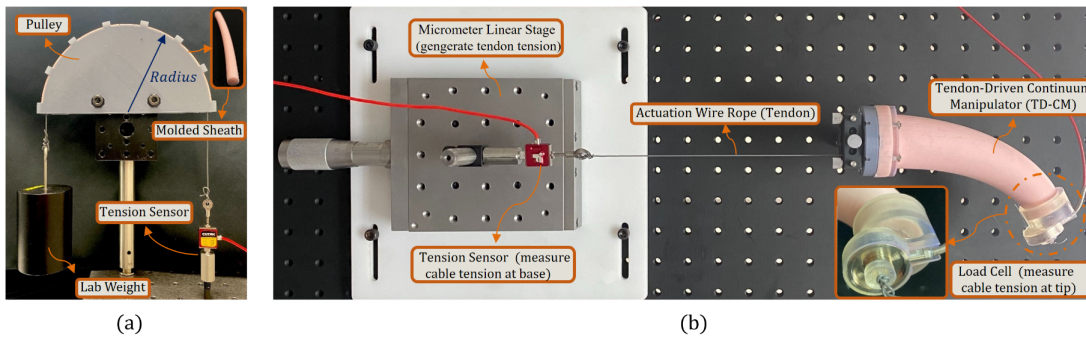 Pulley
Radius
Molded Sheath
Tension Sensor
Lab Weight
(a)
Micrometer Linear Stage
(gengerate tendon tension)
Actuation Wire Rope (Tendon)
Tendon-Driven Continuum
Manipulator (TD-CM)
Tension Sensor (measure
cable tension at base)
Load Cell (measure
cable tension at tip)
(b)